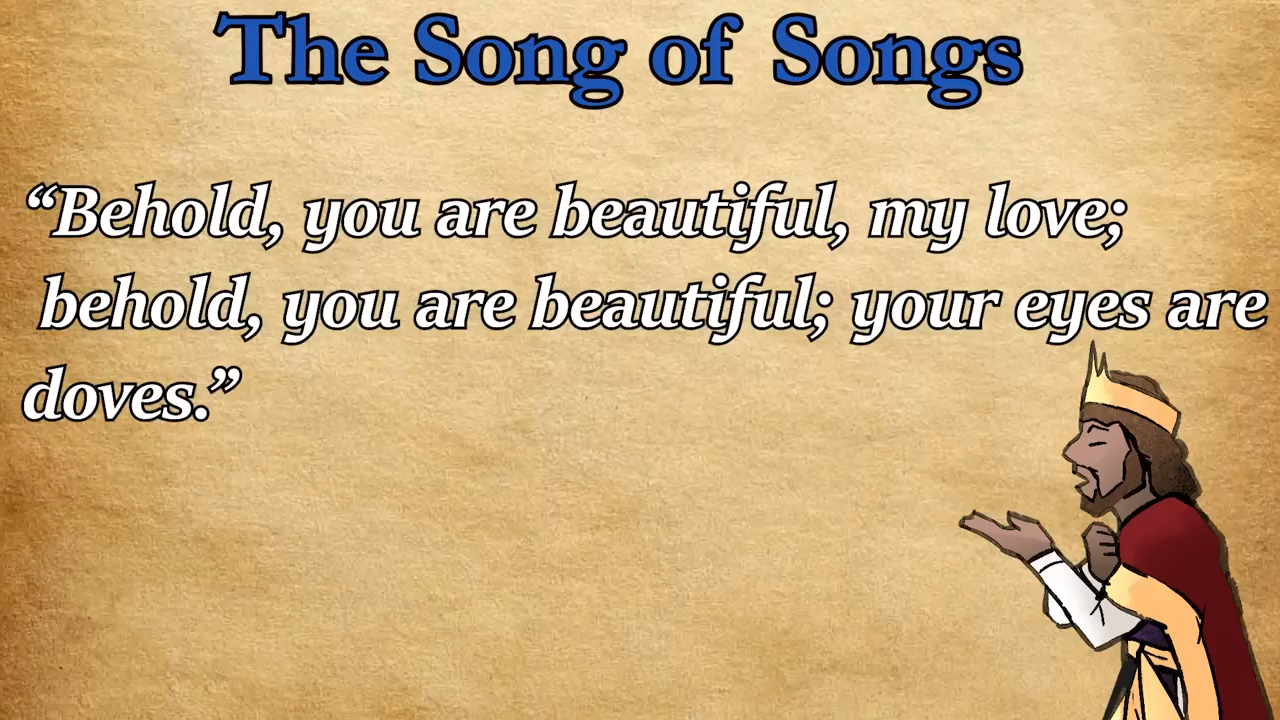 The Song of Songs
“Behold, you are beautiful, my love;
behold, you are beautiful; your eyes are
doves.”